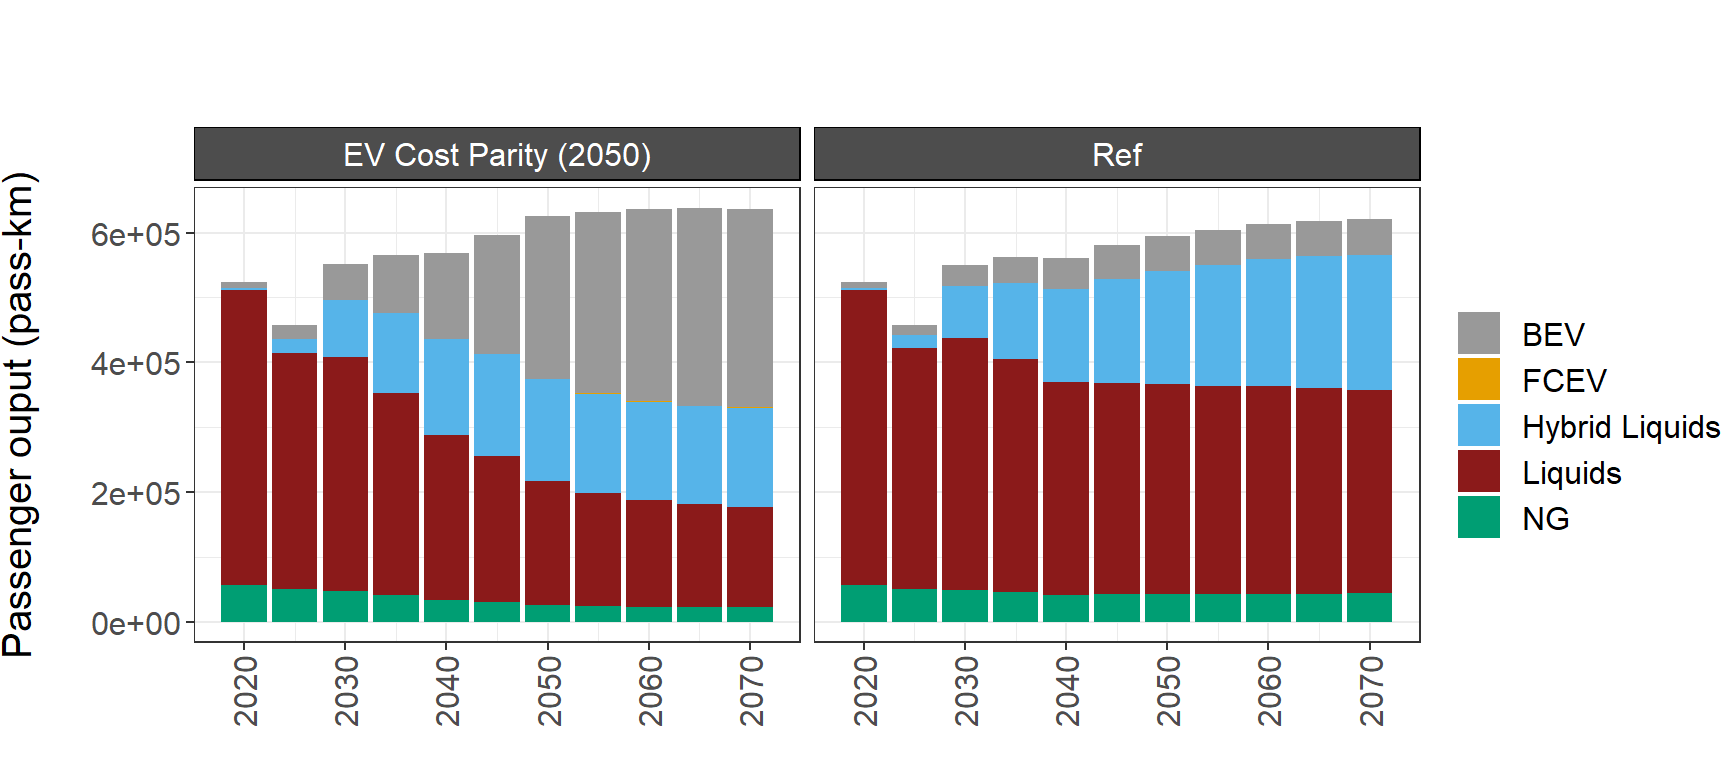 EV Cost Parity (2050)
Ref
Passenger ouput (pass-km)
6e+05
4e+05
2e+05
0e+00
2020
2030
2040
2050
2060
2070
2020
2030
2040
2050
2060
2070
BEV
FCEV
Hybrid Liquids
Liquids
NG